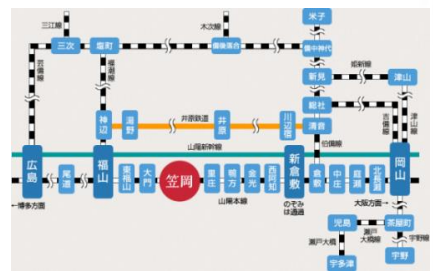 三江線
木次線
米子
三次
塩町
備後落合
備中神代
芸備線
福塩線
新見
姫新線
津山
総社
神辺
湯野
井原鉄道
井原
川辺宿
清音
吉備線
津山線
山陽新幹線
伯備線
広島
尾道
福山
東福山
大門
笠岡
里庄
鴨方
金光
西阿知
新倉敷
倉敷
中庄
庭瀬
北長瀬
岡山
←博多方面
山陽本線
のぞみ
は通過
大阪方面→
児島
瀬戸
大橋線
茶屋町
宇野線
瀬戸大橋
宇多津
宇野